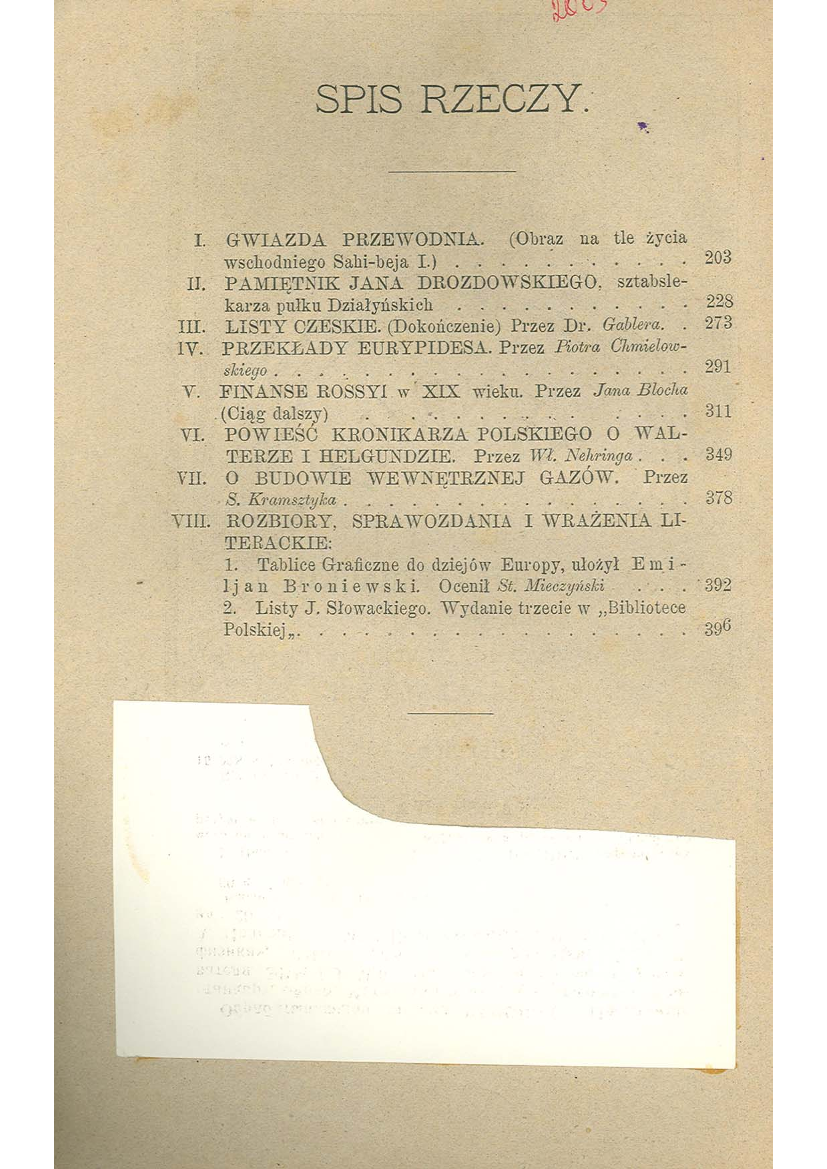 SPIS RZECZY.
I. GWIAZDA PRZEWODNIA. (Obraz na tle życia
wschodniego Sahi-beja I.) . . . . . . . . . . . 203
II. PAMIĘTNIK JANA DROZDOWSKIEGO, sztabsle-
karza pułku Działyńskich . . . . . . . . . . . 228
III. LISTY CZESKIE. (Dokończenie) Przez Dr. Gablera. . 273
IV. PRZEKŁADY EURYPIDESA. Przez Piotra Chmielow-
skiego . . . . . . . . . . . . . . . . . . 291
V. FINANSE ROSSYI w XIX wieku. Przez Jana Blocha
(Ciąg dalszy) . . . . . . . . . . . . . 311
VI. POWIEŚĆ KRONIKARZA POLSKIEGO O WAL-
TERZE I HELGUNDZIE. Przez Wł. Nehringa . . . 349
VII. O BUDOWIE WEWNĘTRZNEJ GAZÓW. Przez
S. Kramsztyka . . . . . . . . . . . . . . . 378
VIII. ROZBIORY, SPRAWOZDANIA I WRAŻENIA LI-
TERACKIE:
1. Tablice Graficzne do dziejów Europy, ułożył Emi-
ljan Broniewski. Ocenił St. Mieczyński . . . . 392
2. Listy J. Słowackiego. Wydanie trzecie w „Bibliotece
Polskiej„. . . . . . . . . . . . . . . . . . 396